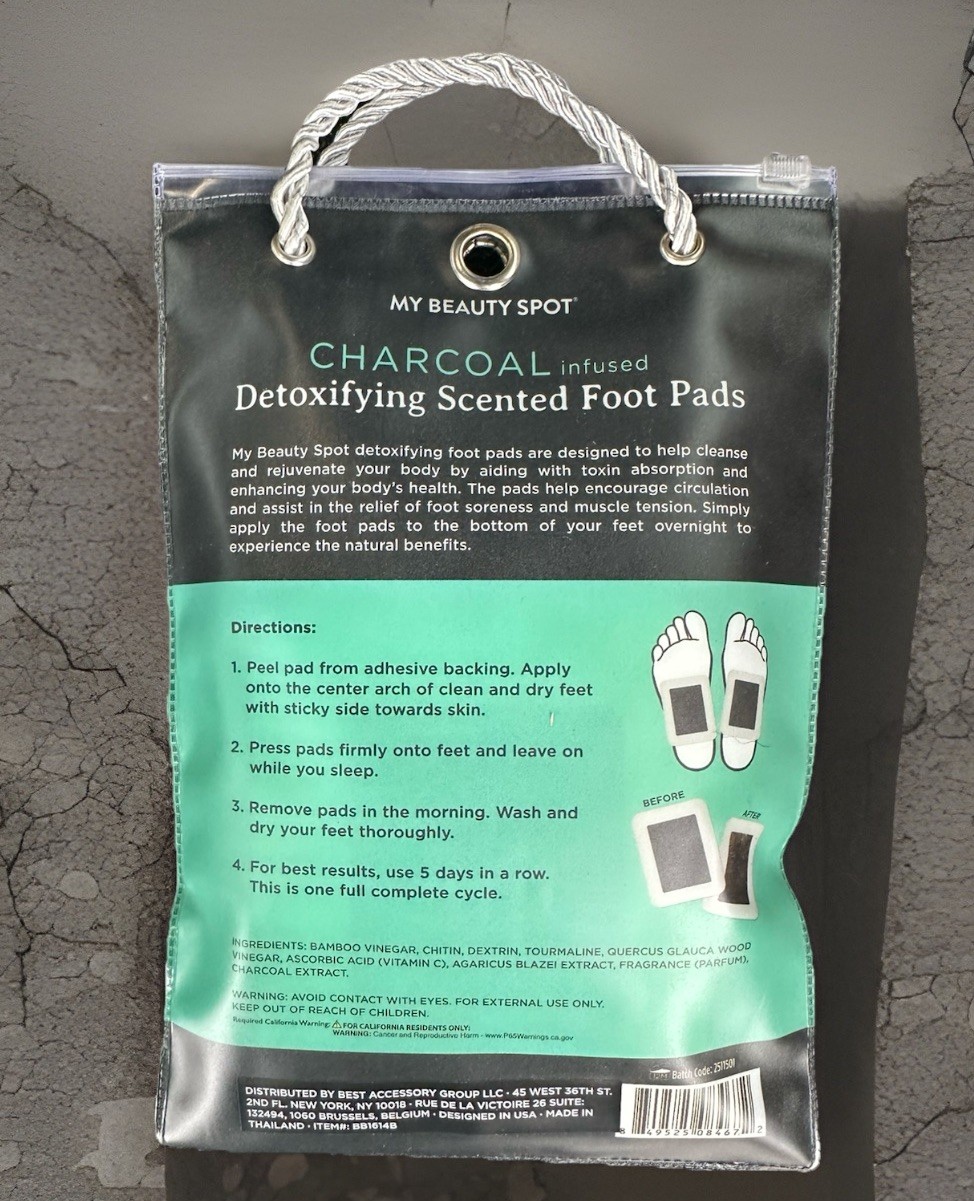 MY BEAUTY SPOT
CHARCOAL infused
Detoxifying Scented Foot Pads
My Beauty Spot detoxifying foot pads are designed to help cleanse
and rejuvenate your body by aiding with toxin absorption and
enhancing your body's health. The pads help encourage circulation
and assist in the relief of foot soreness and muscle tension. Simply
apply the foot pads to the bottom of your feet overnight to
experience the natural benefits.
Directions:
1. Peel pad from adhesive backing. Apply
onto the center arch of clean and dry feet
with sticky side towards skin.
2. Press pads firmly onto feet and leave on
while you sleep.
3. Remove pads in the morning. Wash and
dry your feet thoroughly.
4. For best results, use 5 days in a row.
This is one full complete cycle.
BEFORE
AFTER
INGREDIENTS: BAMBOO VINEGAR, CHITIN, DEXTRIN, TOURMALINE, QUERCUS GLAUCA WOOD
VINEGAR, ASCORBIC ACID (VITAMIN C), AGARICUS BLAZEI EXTRACT, FRAGRANCE (PARFUM),
CHARCOAL EXTRACT.
WARNING: AVOID CONTACT WITH EYES. FOR EXTERNAL USE ONLY.
KEEP OUT OF REACH OF CHILDREN.
Required California Warning: ⚠ FOR CALIFORNIA RESIDENTS ONLY:
WARNING: Cancer and Reproductive Harm - www.P65Warnings.ca.gov
Batch Code: 2511501
DISTRIBUTED BY BEST ACCESSORY GROUP LLC • 45 WEST 36TH ST.
2ND FL. NEW YORK, NY 10018 • RUE DE LA VICTOIRE 26 SUITE:
132494, 1060 BRUSSELS, BELGIUM • DESIGNED IN USA • MADE IN
THAILAND • ITEM#: BB1614B
8 49525 08467 2